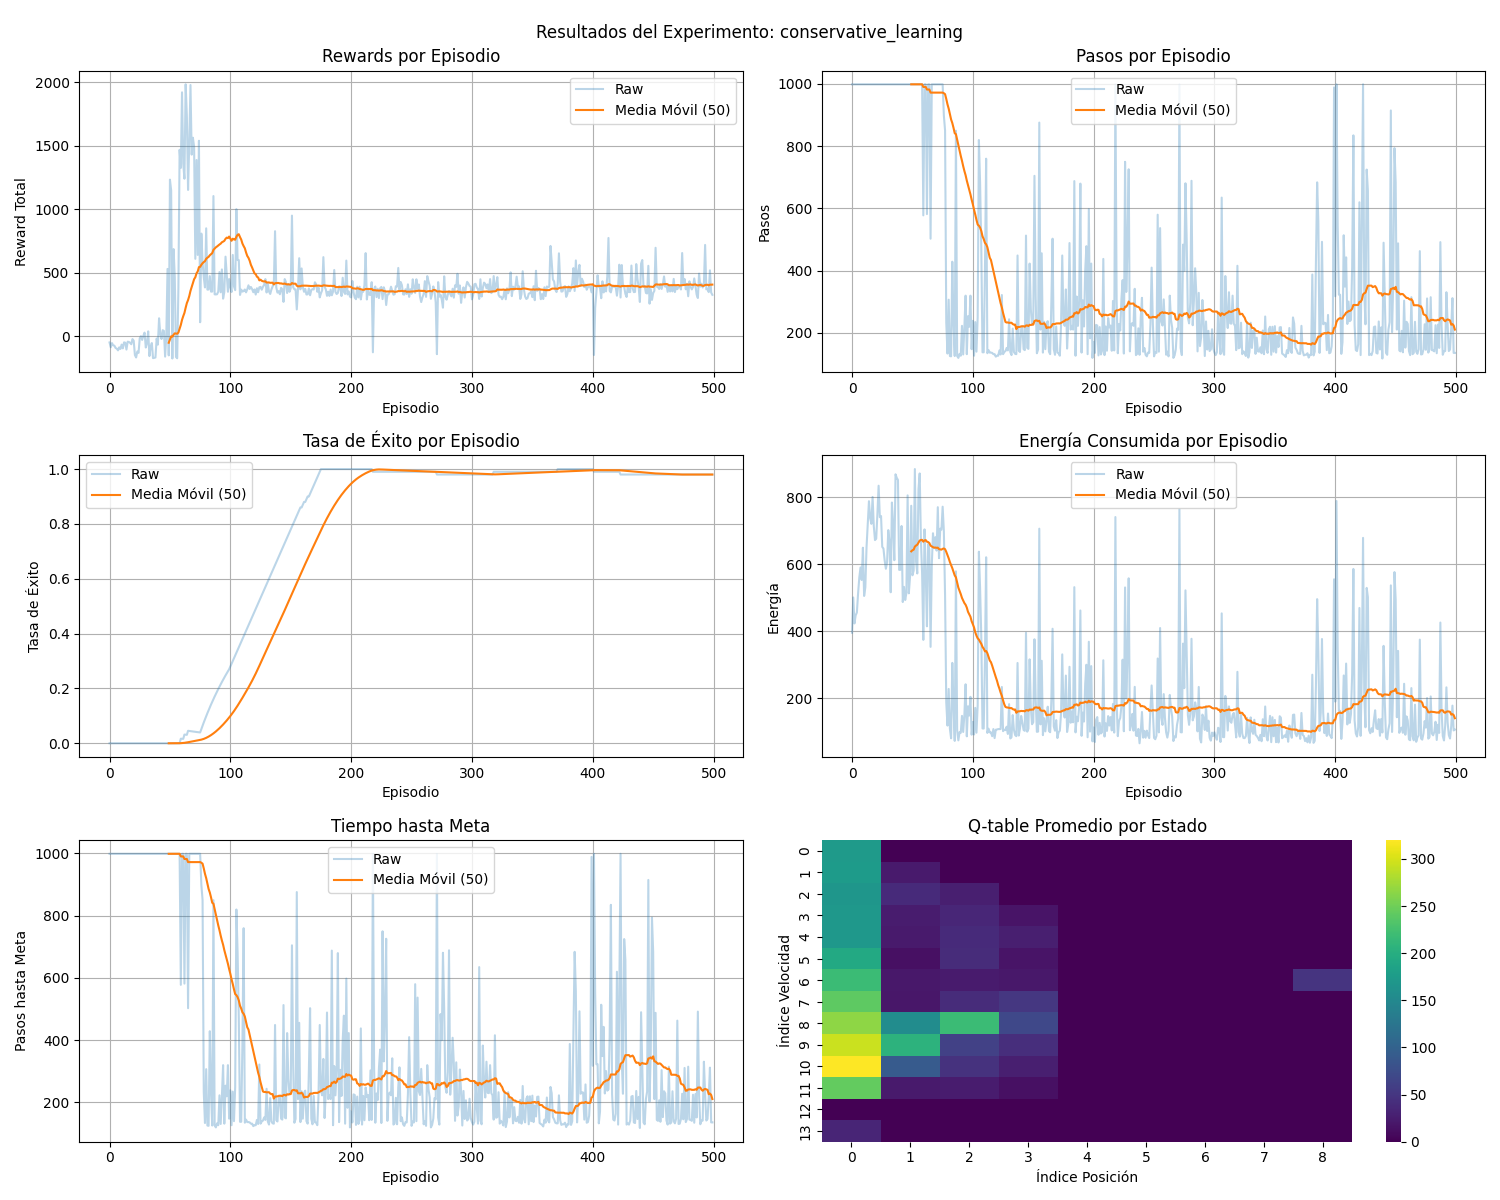 Resultados del Experimento: conservative_learning
Rewards por Episodio
Raw
Media Móvil (50)
Reward Total
2000
1500
1000
500
0
0 100 200 300 400 500
Episodio
Pasos por Episodio
Raw
Media Móvil (50)
Pasos
1000
800
600
400
200
0 100 200 300 400 500
Episodio
Tasa de Éxito por Episodio
Raw
Media Móvil (50)
Tasa de Éxito
1.0
0.8
0.6
0.4
0.2
0.0
0 100 200 300 400 500
Episodio
Energía Consumida por Episodio
Raw
Media Móvil (50)
Energía
800
600
400
200
0 100 200 300 400 500
Episodio
Tiempo hasta Meta
Raw
Media Móvil (50)
Pasos hasta Meta
1000
800
600
400
200
0 100 200 300 400 500
Episodio
Q-table Promedio por Estado
Índice Velocidad
0
1
2
3
4
5
6
7
8
9
10
11
12
13
0 1 2 3 4 5 6 7 8
Índice Posición
300
250
200
150
100
50
0